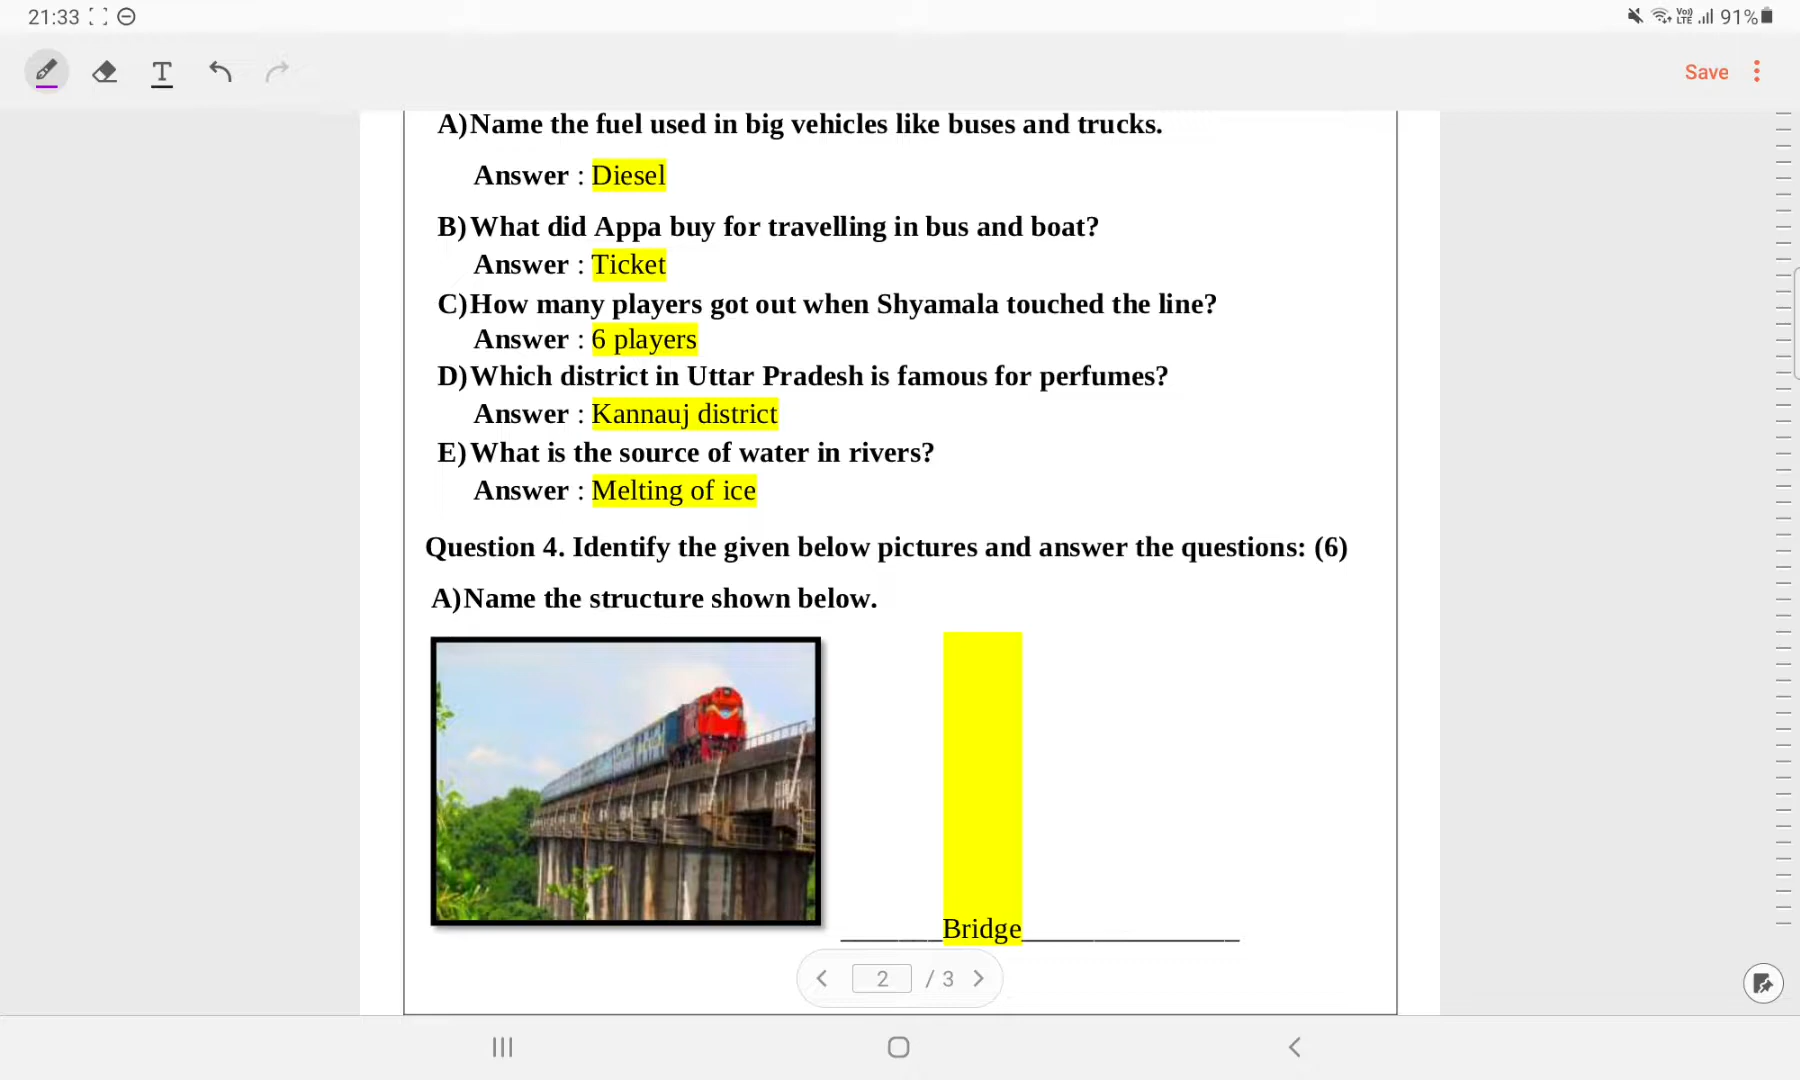 21:33
Vo))
LTE
91%
T
Save
A)Name the fuel used in big vehicles like buses and trucks.
Answer : Diesel
B)What did Appa buy for travelling in bus and boat?
Answer : Ticket
C)How many players got out when Shyamala touched the line?
Answer : 6 players
D)Which district in Uttar Pradesh is famous for perfumes?
Answer : Kannauj district
E)What is the source of water in rivers?
Answer : Melting of ice
Question 4. Identify the given below pictures and answer the questions: (6)
A)Name the structure shown below.
Bridge
2 / 3